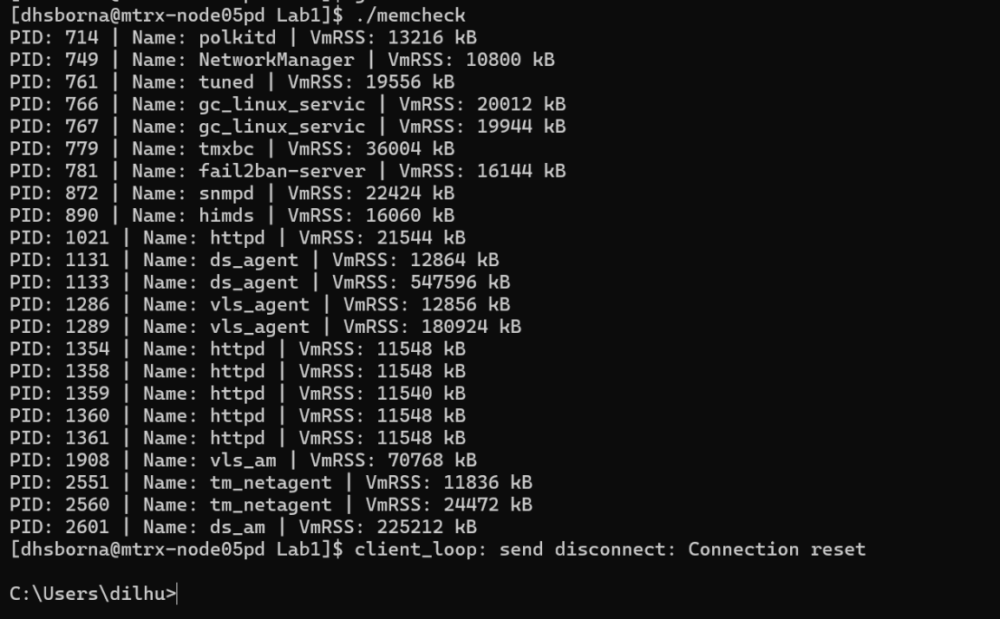 [dhsborna@mtrx-node05pd Lab1]$ ./memcheck
PID: 714 | Name: polkitd | VmRSS: 13216 kB
PID: 749 | Name: NetworkManager | VmRSS: 10800 kB
PID: 761 | Name: tuned | VmRSS: 19556 kB
PID: 766 | Name: gc_linux_servic | VmRSS: 20012 kB
PID: 767 | Name: gc_linux_servic | VmRSS: 19944 kB
PID: 779 | Name: tmxbc | VmRSS: 36004 kB
PID: 781 | Name: fail2ban-server | VmRSS: 16144 kB
PID: 872 | Name: snmpd | VmRSS: 22424 kB
PID: 890 | Name: himds | VmRSS: 16060 kB
PID: 1021 | Name: httpd | VmRSS: 21544 kB
PID: 1131 | Name: ds_agent | VmRSS: 12864 kB
PID: 1133 | Name: ds_agent | VmRSS: 547596 kB
PID: 1286 | Name: vls_agent | VmRSS: 12856 kB
PID: 1289 | Name: vls_agent | VmRSS: 180924 kB
PID: 1354 | Name: httpd | VmRSS: 11548 kB
PID: 1358 | Name: httpd | VmRSS: 11548 kB
PID: 1359 | Name: httpd | VmRSS: 11540 kB
PID: 1360 | Name: httpd | VmRSS: 11548 kB
PID: 1361 | Name: httpd | VmRSS: 11548 kB
PID: 1908 | Name: vls_am | VmRSS: 70768 kB
PID: 2551 | Name: tm_netagent | VmRSS: 11836 kB
PID: 2560 | Name: tm_netagent | VmRSS: 24472 kB
PID: 2601 | Name: ds_am | VmRSS: 225212 kB
[dhsborna@mtrx-node05pd Lab1]$ client_loop: send disconnect: Connection reset
C:\Users\dilhu>